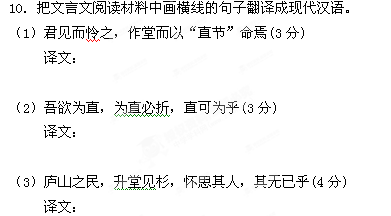 10. 把文言文阅读材料中画横线的句子翻译成现代汉语。
(1) 君见而怜之，作堂而以“直节”命焉(3 分)
译文：
(2) 吾欲为直，为直必折，直可为乎(3 分)
译文：
(3) 庐山之民，升堂见杉，怀思其人，其无已乎(4 分)
译文：